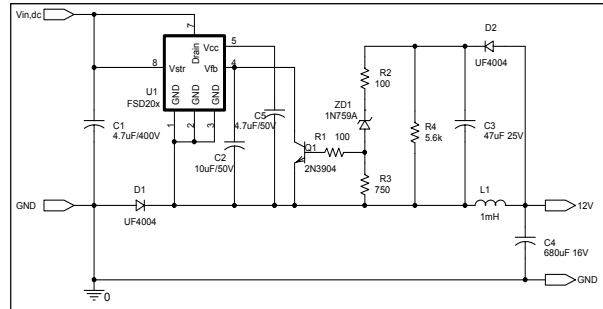 Vin,dc
D2
7
Drain
Vcc
5
UF4004
8
Vstr
Vfb
4
R2
100
U1
FSD20x
GND
GND
GND
ZD1
1N759A
C5
4.7uF/50V
C1
4.7uF/400V
1
2
3
R1
100
R4
5.6k
C3
47uF 25V
C2
10uF/50V
Q1
2N3904
R3
750
L1
GND
D1
12V
UF4004
1mH
C4
680uF 16V
GND
0